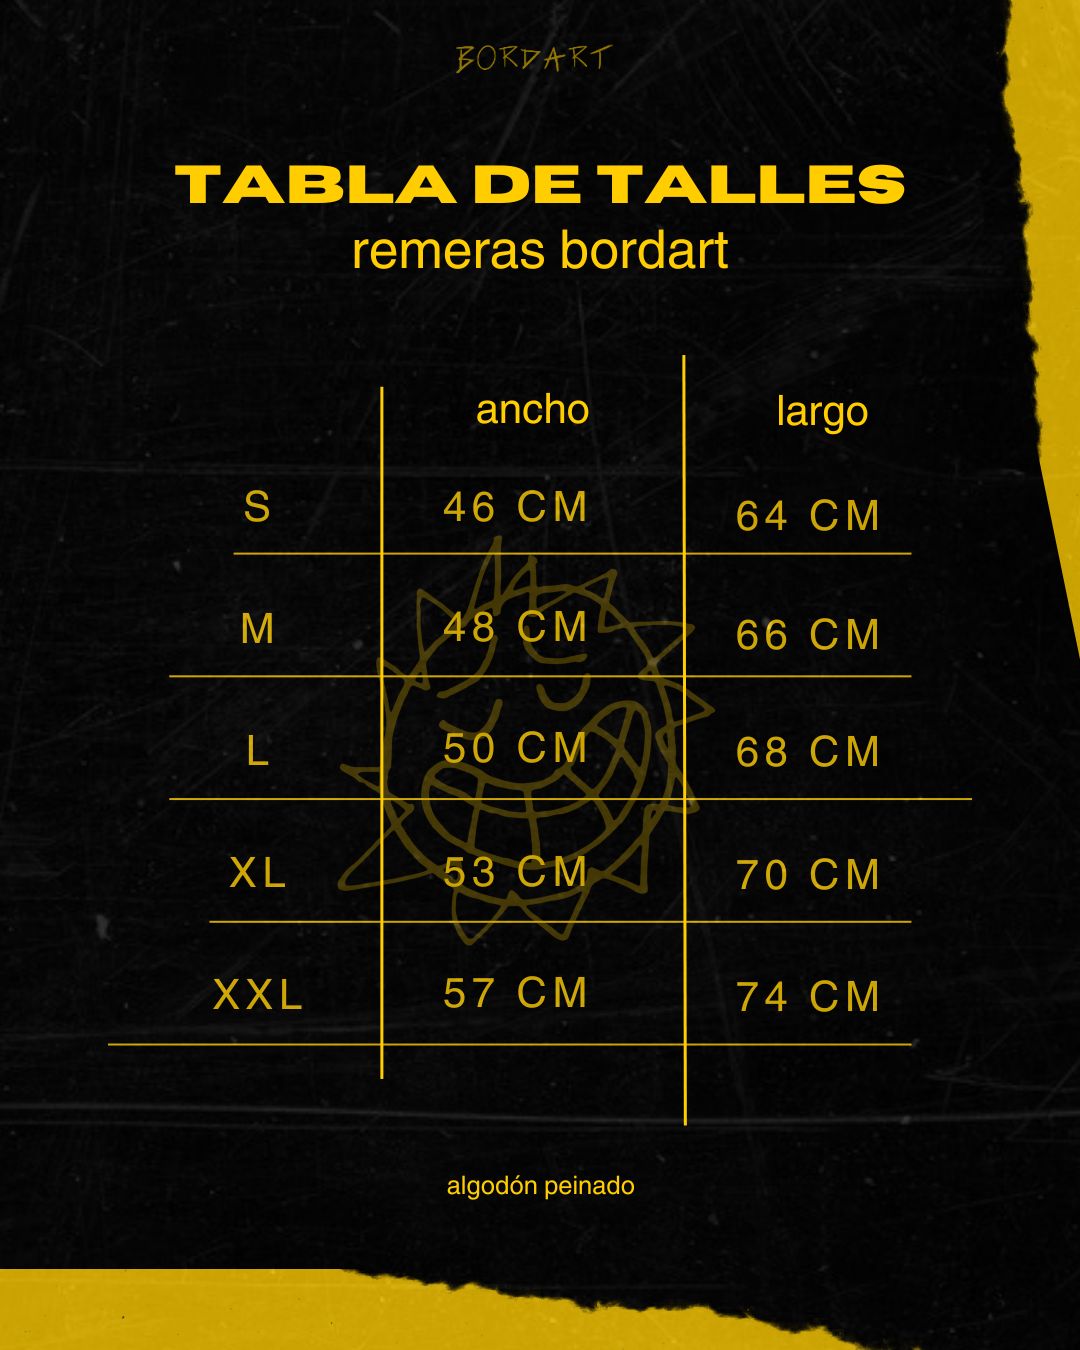 BORDART
TABLA DE TALLES
remeras bordart
ancho largo
S 46 CM 64 CM
M 48 CM 66 CM
L 50 CM 68 CM
XL 53 CM 70 CM
XXL 57 CM 74 CM
algodón peinado